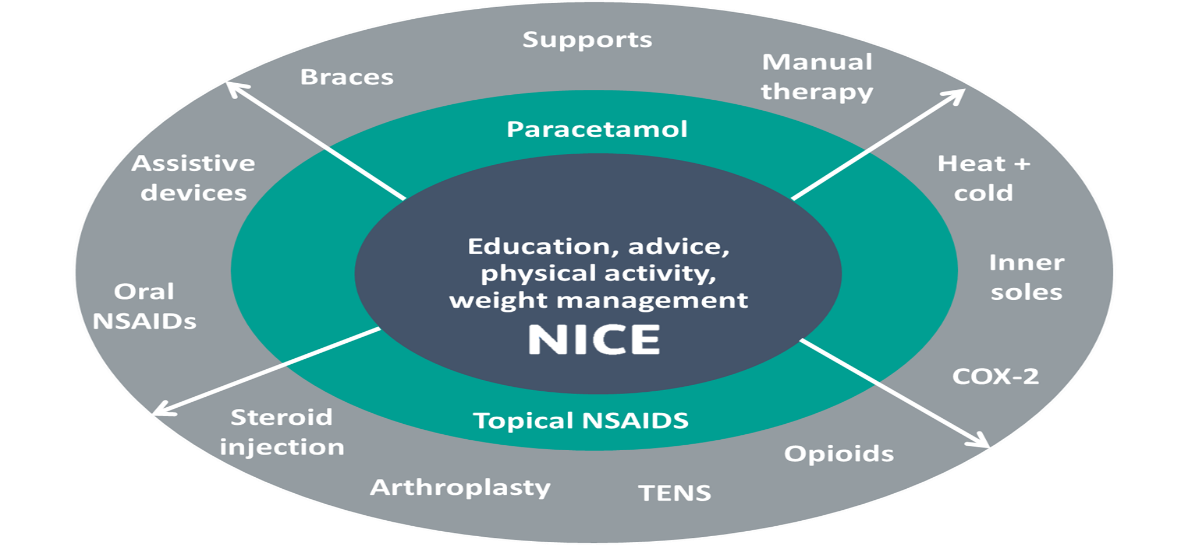 Supports
Braces
Manual
therapy
Paracetamol
Assistive
devices
Heat +
cold
Education, advice,
physical activity,
weight management
NICE
Inner
soles
Oral
NSAIDs
COX-2
Steroid
injection
Topical NSAIDS
Opioids
Arthroplasty
TENS